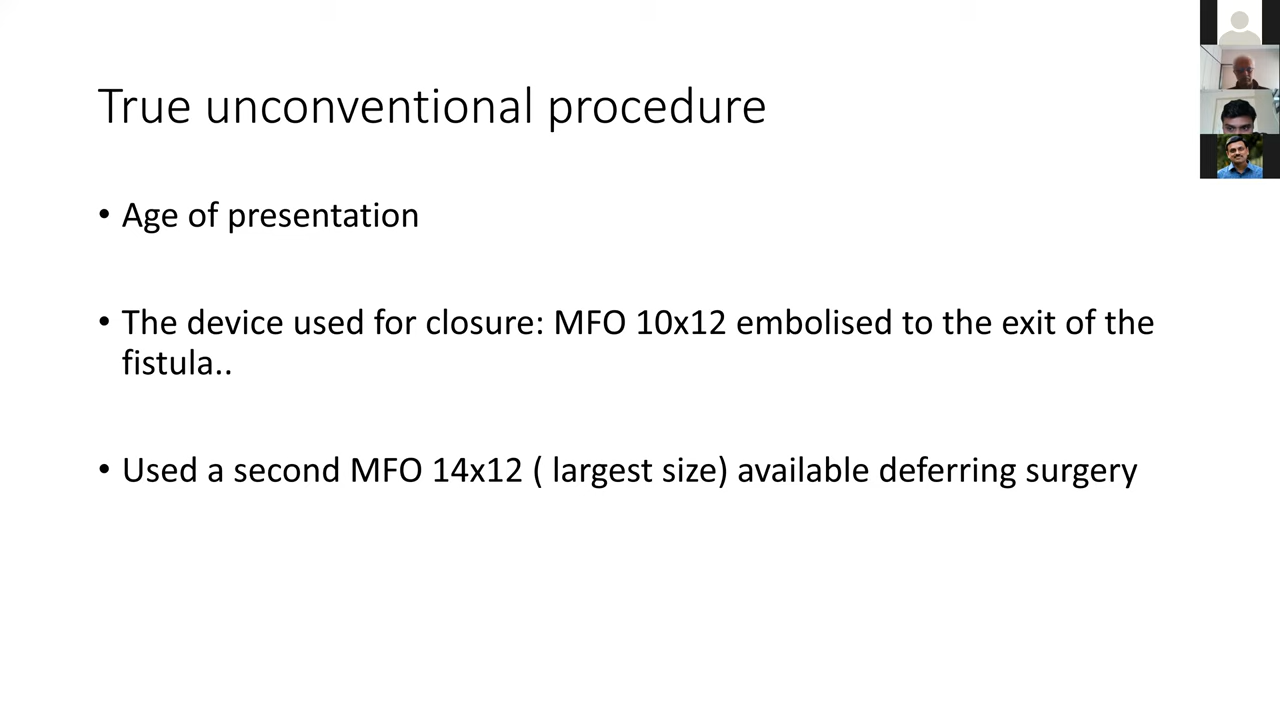 True unconventional procedure
• Age of presentation
• The device used for closure: MFO 10x12 embolised to the exit of the
fistula..
• Used a second MFO 14x12 ( largest size) available deferring surgery